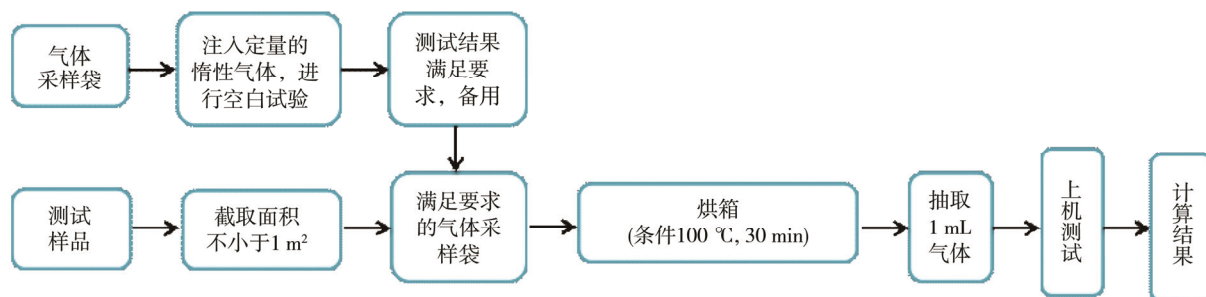 气体
采样袋
注入定量的
惰性气体，进
行空白试验
测试结果
满足要
求，备用
测试
样品
截取面积
不小于1 m²
满足要求
的气体采
样袋
烘箱
(条件100 ℃, 30 min)
抽取
1 mL
气体
上机测试
计算结果